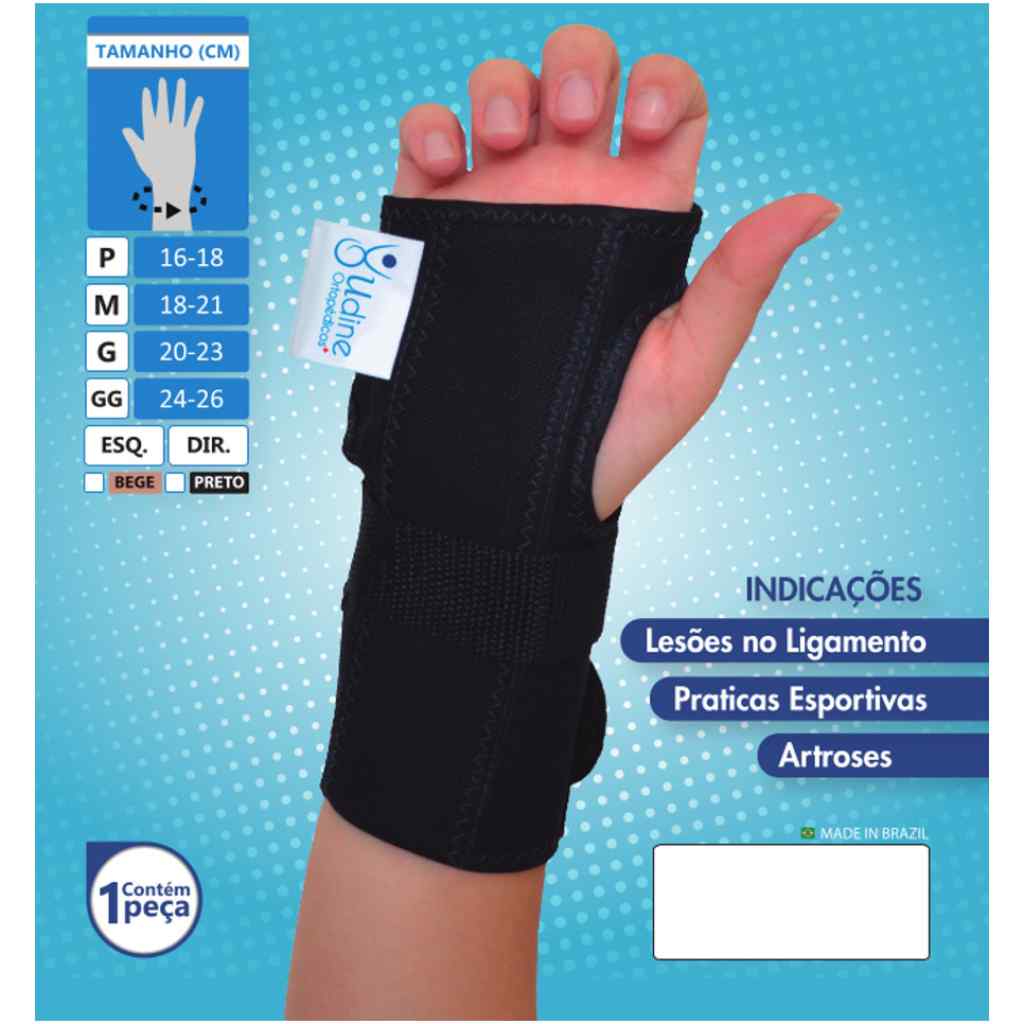 TAMANHO (CM)
P 16-18
M 18-21
G 20-23
GG 24-26
ESQ. DIR.
BEGE PRETO
Yudine
Ortopédicos
INDICAÇÕES
Lesões no Ligamento
Praticas Esportivas
Artroses
MADE IN BRAZIL
1 Contém
peça